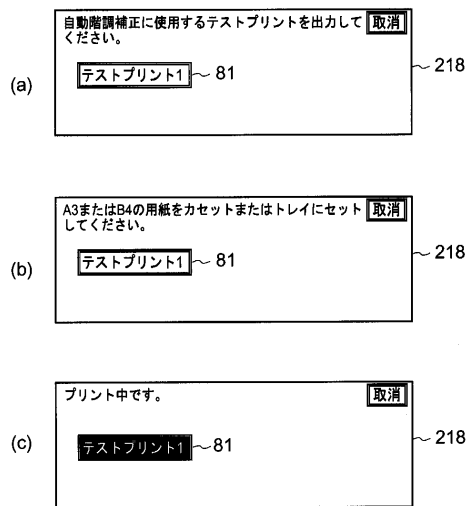 自動階調補正に使用するテストプリントを出力して 取消
ください。
(a) テストプリント1 81 218
A3またはB4の用紙をカセットまたはトレイにセット 取消
してください。
(b) テストプリント1 81 218
プリント中です。 取消
(c) テストプリント1 81 218